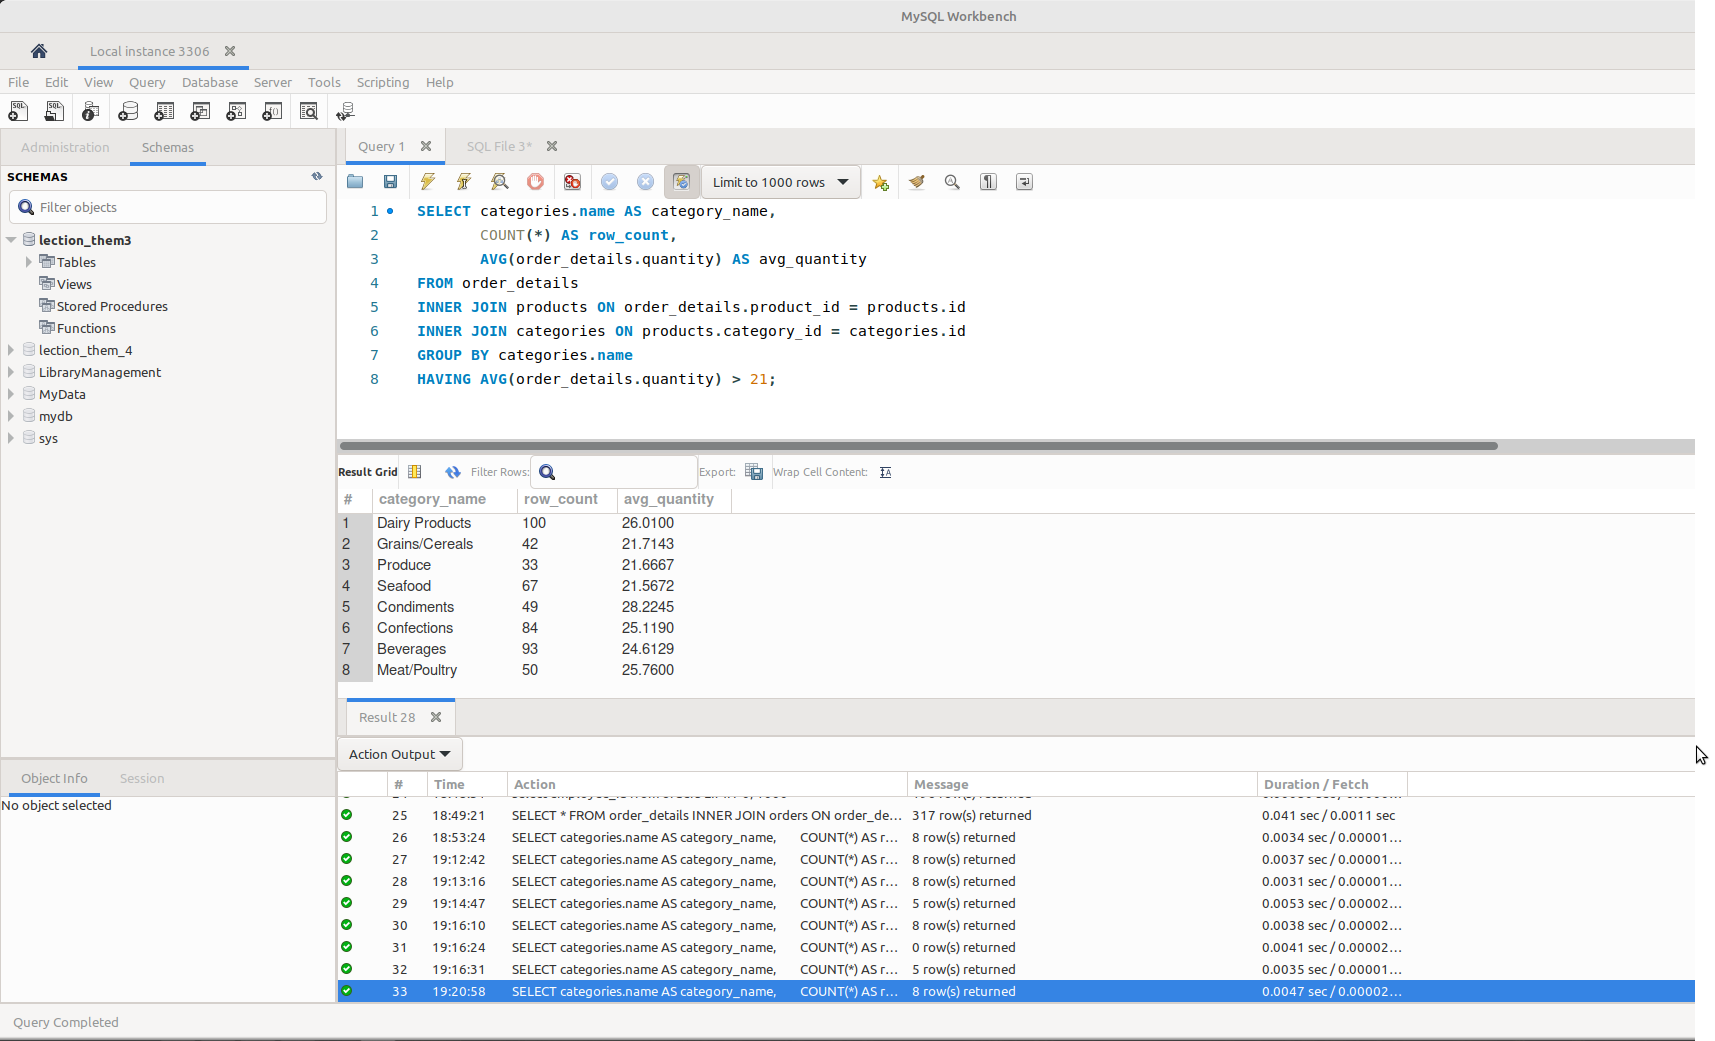 MySQL Workbench
Local instance 3306
File Edit View Query Database Server Tools Scripting Help
Administration Schemas
SCHEMAS
Filter objects
lection_them3
Tables
Views
Stored Procedures
Functions
lection_them_4
LibraryManagement
MyData
mydb
sys
Object Info Session
No object selected
Query 1 SQL File 3*
Limit to 1000 rows
1 SELECT categories.name AS category_name,
2 COUNT(*) AS row_count,
3 AVG(order_details.quantity) AS avg_quantity
4 FROM order_details
5 INNER JOIN products ON order_details.product_id = products.id
6 INNER JOIN categories ON products.category_id = categories.id
7 GROUP BY categories.name
8 HAVING AVG(order_details.quantity) > 21;
Result Grid Filter Rows: Export: Wrap Cell Content:
# category_name row_count avg_quantity
1 Dairy Products 100 26.0100
2 Grains/Cereals 42 21.7143
3 Produce 33 21.6667
4 Seafood 67 21.5672
5 Condiments 49 28.2245
6 Confections 84 25.1190
7 Beverages 93 24.6129
8 Meat/Poultry 50 25.7600
Result 28
Action Output
# Time Action Message Duration / Fetch
25 18:49:21 SELECT * FROM order_details INNER JOIN orders ON order_de... 317 row(s) returned 0.041 sec / 0.0011 sec
26 18:53:24 SELECT categories.name AS category_name, COUNT(*) AS r... 8 row(s) returned 0.0034 sec / 0.00001...
27 19:12:42 SELECT categories.name AS category_name, COUNT(*) AS r... 8 row(s) returned 0.0037 sec / 0.00001...
28 19:13:16 SELECT categories.name AS category_name, COUNT(*) AS r... 8 row(s) returned 0.0031 sec / 0.00001...
29 19:14:47 SELECT categories.name AS category_name, COUNT(*) AS r... 5 row(s) returned 0.0053 sec / 0.00002...
30 19:16:10 SELECT categories.name AS category_name, COUNT(*) AS r... 8 row(s) returned 0.0038 sec / 0.00002...
31 19:16:24 SELECT categories.name AS category_name, COUNT(*) AS r... 0 row(s) returned 0.0041 sec / 0.00002...
32 19:16:31 SELECT categories.name AS category_name, COUNT(*) AS r... 5 row(s) returned 0.0035 sec / 0.00001...
33 19:20:58 SELECT categories.name AS category_name, COUNT(*) AS r... 8 row(s) returned 0.0047 sec / 0.00002...
Query Completed